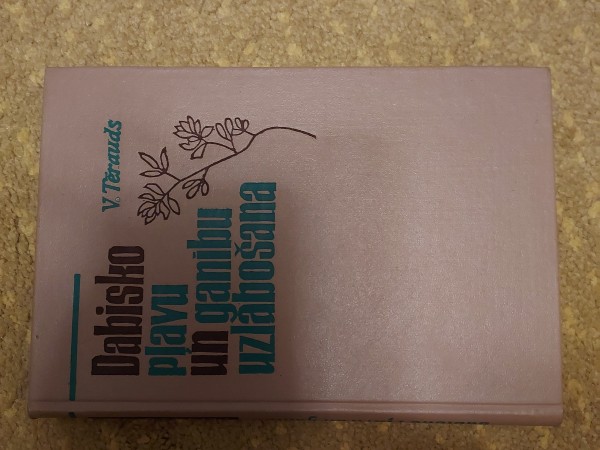 V. Tērauds
Dabisko
pļavu
un ganību
uzlabošana